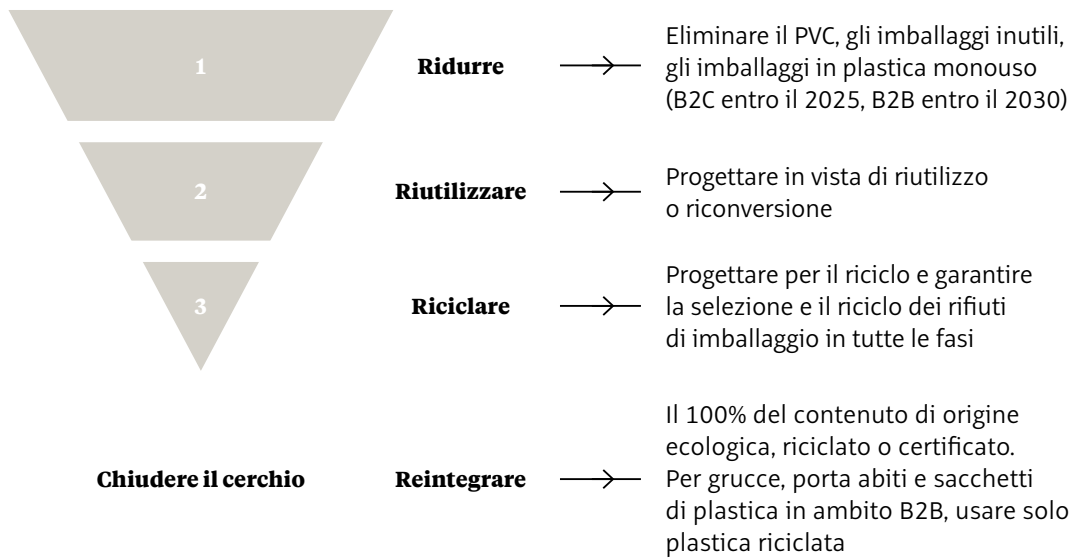 1
Ridurre
Eliminare il PVC, gli imballaggi inutili,
gli imballaggi in plastica monouso
(B2C entro il 2025, B2B entro il 2030)
2
Riutilizzare
Progettare in vista di riutilizzo
o riconversione
3
Riciclare
Progettare per il riciclo e garantire
la selezione e il riciclo dei rifiuti
di imballaggio in tutte le fasi
Chiudere il cerchio
Reintegrare
Il 100% del contenuto di origine
ecologica, riciclato o certificato.
Per grucce, porta abiti e sacchetti
di plastica in ambito B2B, usare solo
plastica riciclata